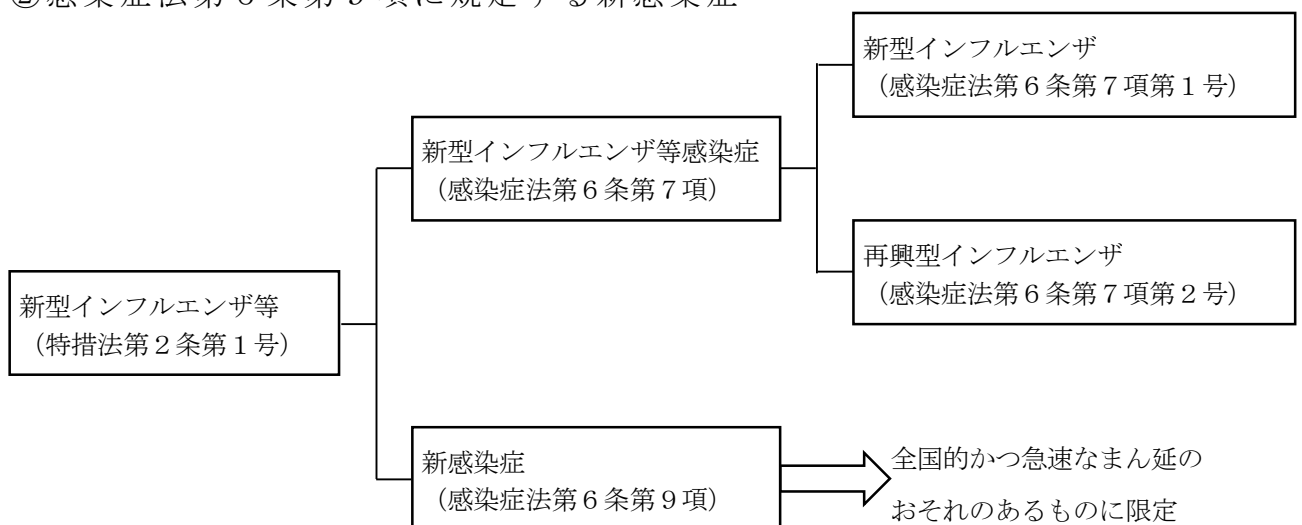 ②感染症法第６条第９項に規定する新感染症
新型インフルエンザ
（感染症法第６条第７項第１号）
新型インフルエンザ等感染症
（感染症法第６条第７項）
再興型インフルエンザ
（感染症法第６条第７項第２号）
新型インフルエンザ等
（特措法第２条第１号）
新感染症
（感染症法第６条第９項）
全国的かつ急速なまん延の
おそれのあるものに限定